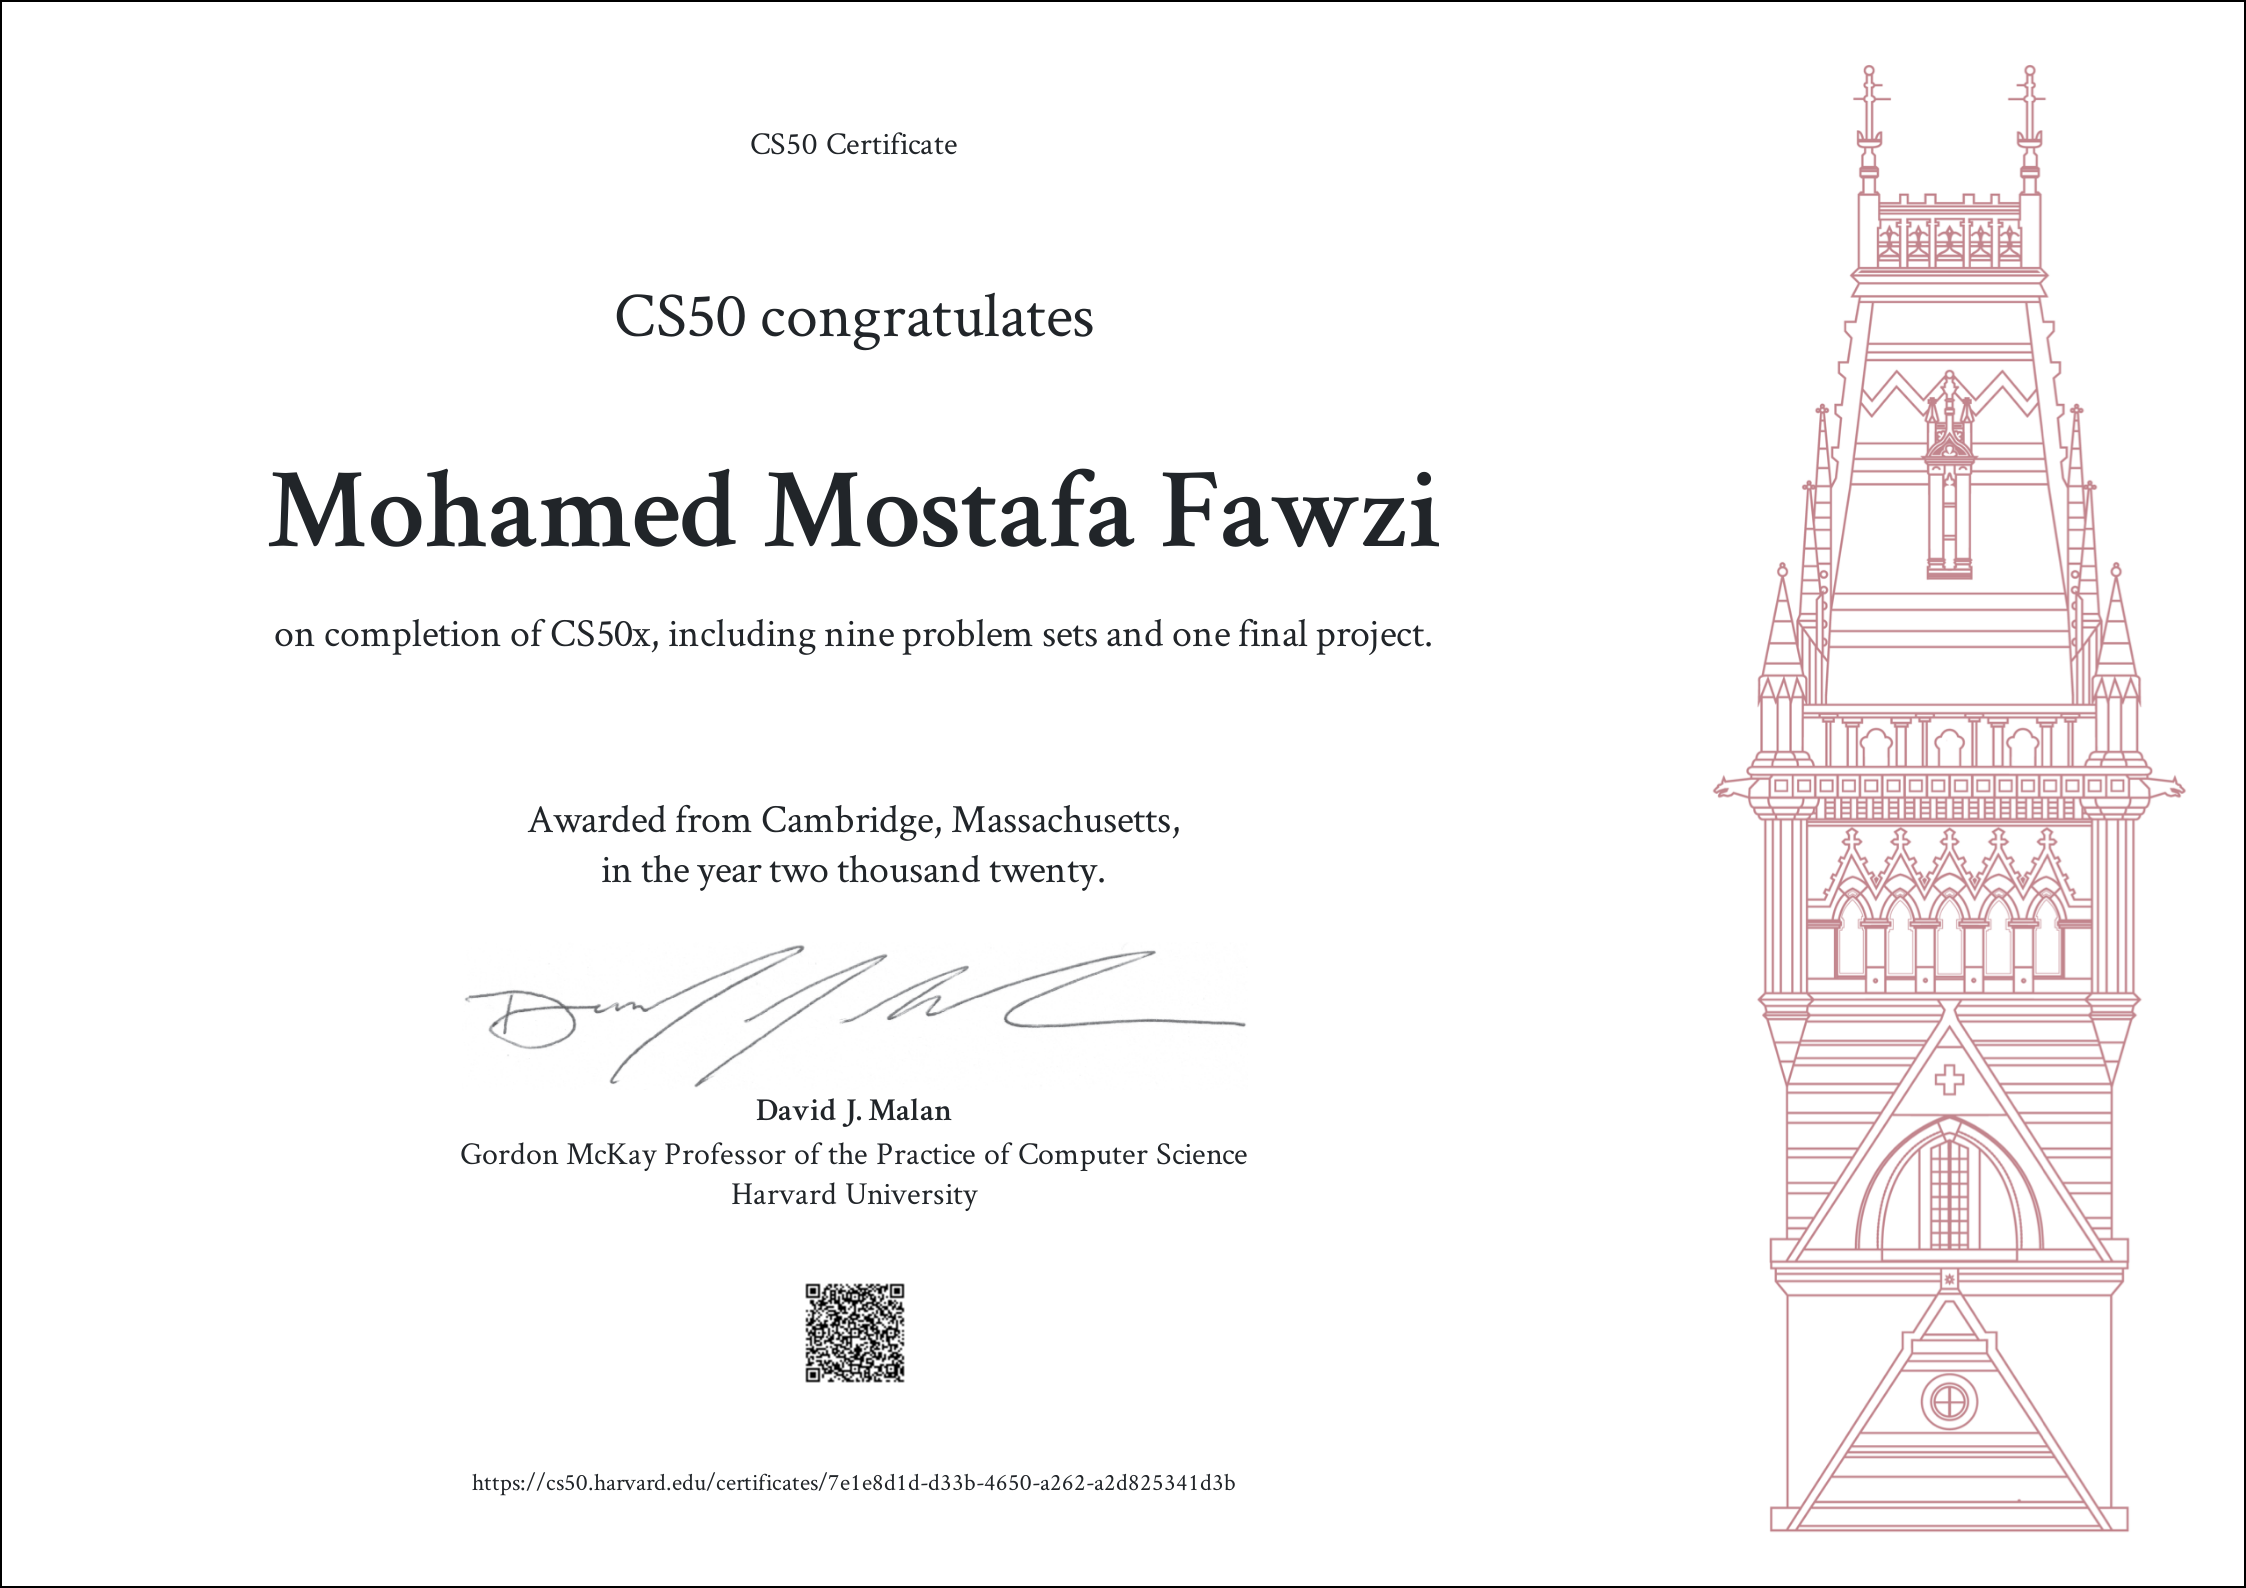 CS50 Certificate
CS50 congratulates
Mohamed Mostafa Fawzi
on completion of CS50x, including nine problem sets and one final project.
Awarded from Cambridge, Massachusetts,
in the year two thousand twenty.
David J. Malan
Gordon McKay Professor of the Practice of Computer Science
Harvard University
https://cs50.harvard.edu/certificates/7e1e8d1d-d33b-4650-a262-a2d825341d3b